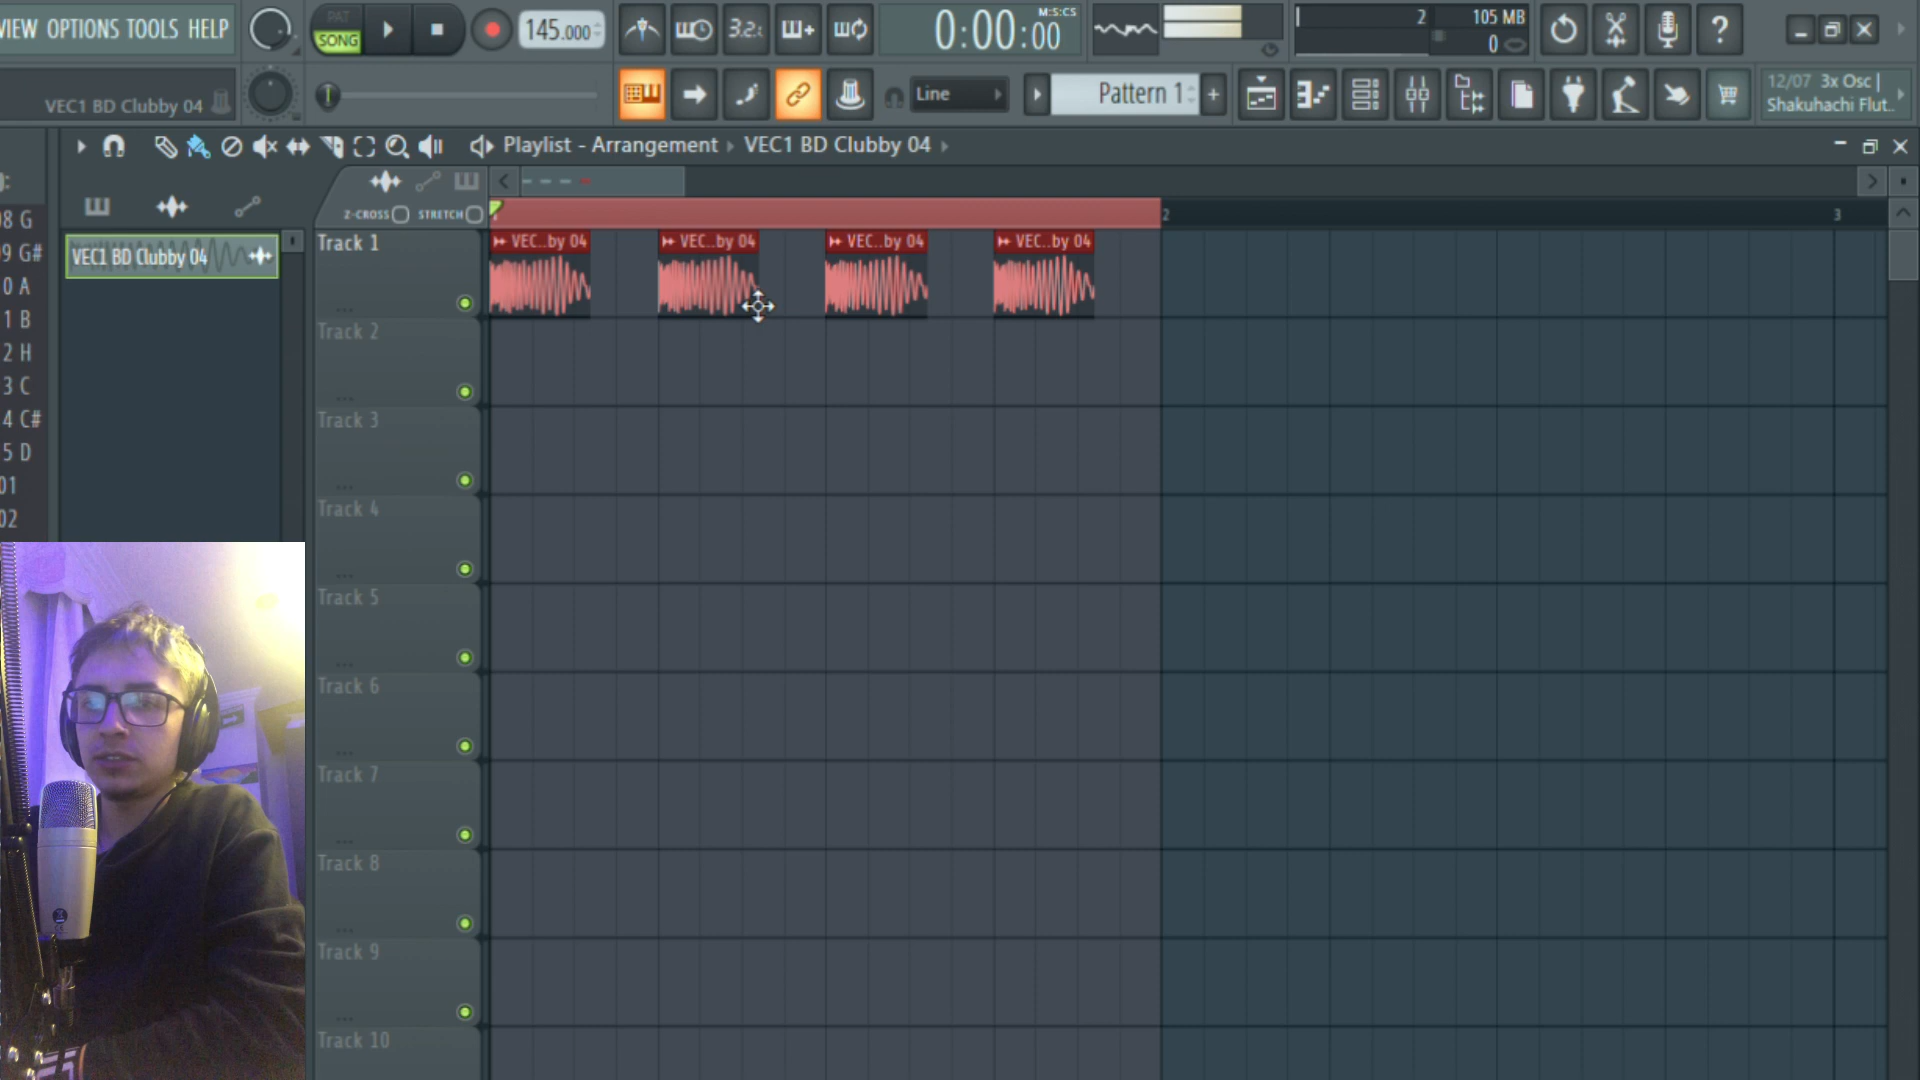 VIEW OPTIONS TOOLS HELP
PAT
SONG
145.000
3.2.
M:S:CS
0:00:00
2
105 MB
0
VEC1 BD Clubby 04
Line
Pattern 1
+
12/07 3x Osc |
Shakuhachi Flut..
Playlist - Arrangement VEC1 BD Clubby 04
Z-CROSS STRETCH
2
3
8 G
9 G#
0 A
1 B
2 H
3 C
4 C#
5 D
01
02
VEC1 BD Clubby 04
Track 1
VEC..by 04
VEC..by 04
VEC..by 04
VEC..by 04
Track 2
Track 3
Track 4
Track 5
Track 6
Track 7
Track 8
Track 9
Track 10